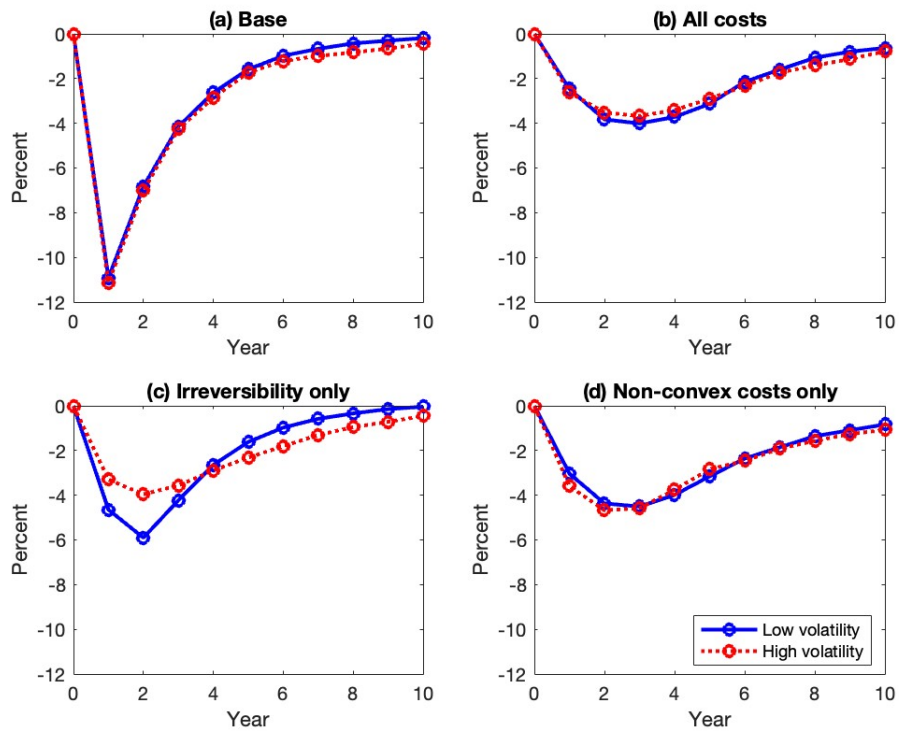 (a) Base
0
-2
-4
-6
-8
-10
-12
Percent
0 2 4 6 8 10
Year
(b) All costs
0
-2
-4
-6
-8
-10
-12
Percent
0 2 4 6 8 10
Year
(c) Irreversibility only
0
-2
-4
-6
-8
-10
-12
Percent
0 2 4 6 8 10
Year
(d) Non-convex costs only
0
-2
-4
-6
-8
-10
-12
Percent
Low volatility
High volatility
0 2 4 6 8 10
Year